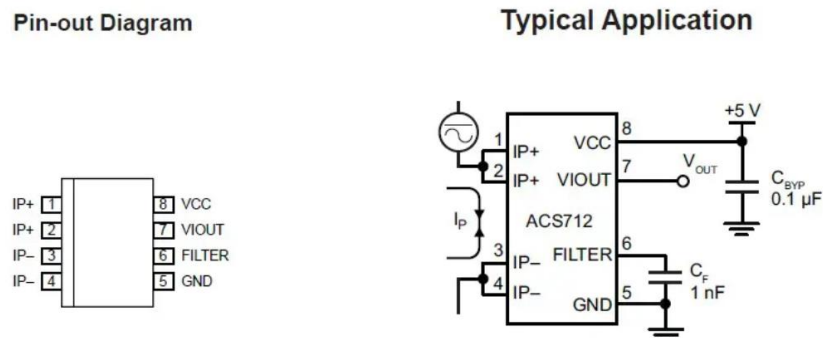 Pin-out Diagram
IP+ 1
IP+ 2
IP– 3
IP– 4
8 VCC
7 VIOUT
6 FILTER
5 GND
Typical Application
+5 V
1 IP+
2 IP+
IP
3 IP–
4 IP–
ACS712
VCC 8
VIOUT 7
VOUT
FILTER 6
GND 5
CBYP
0.1 µF
CF
1 nF